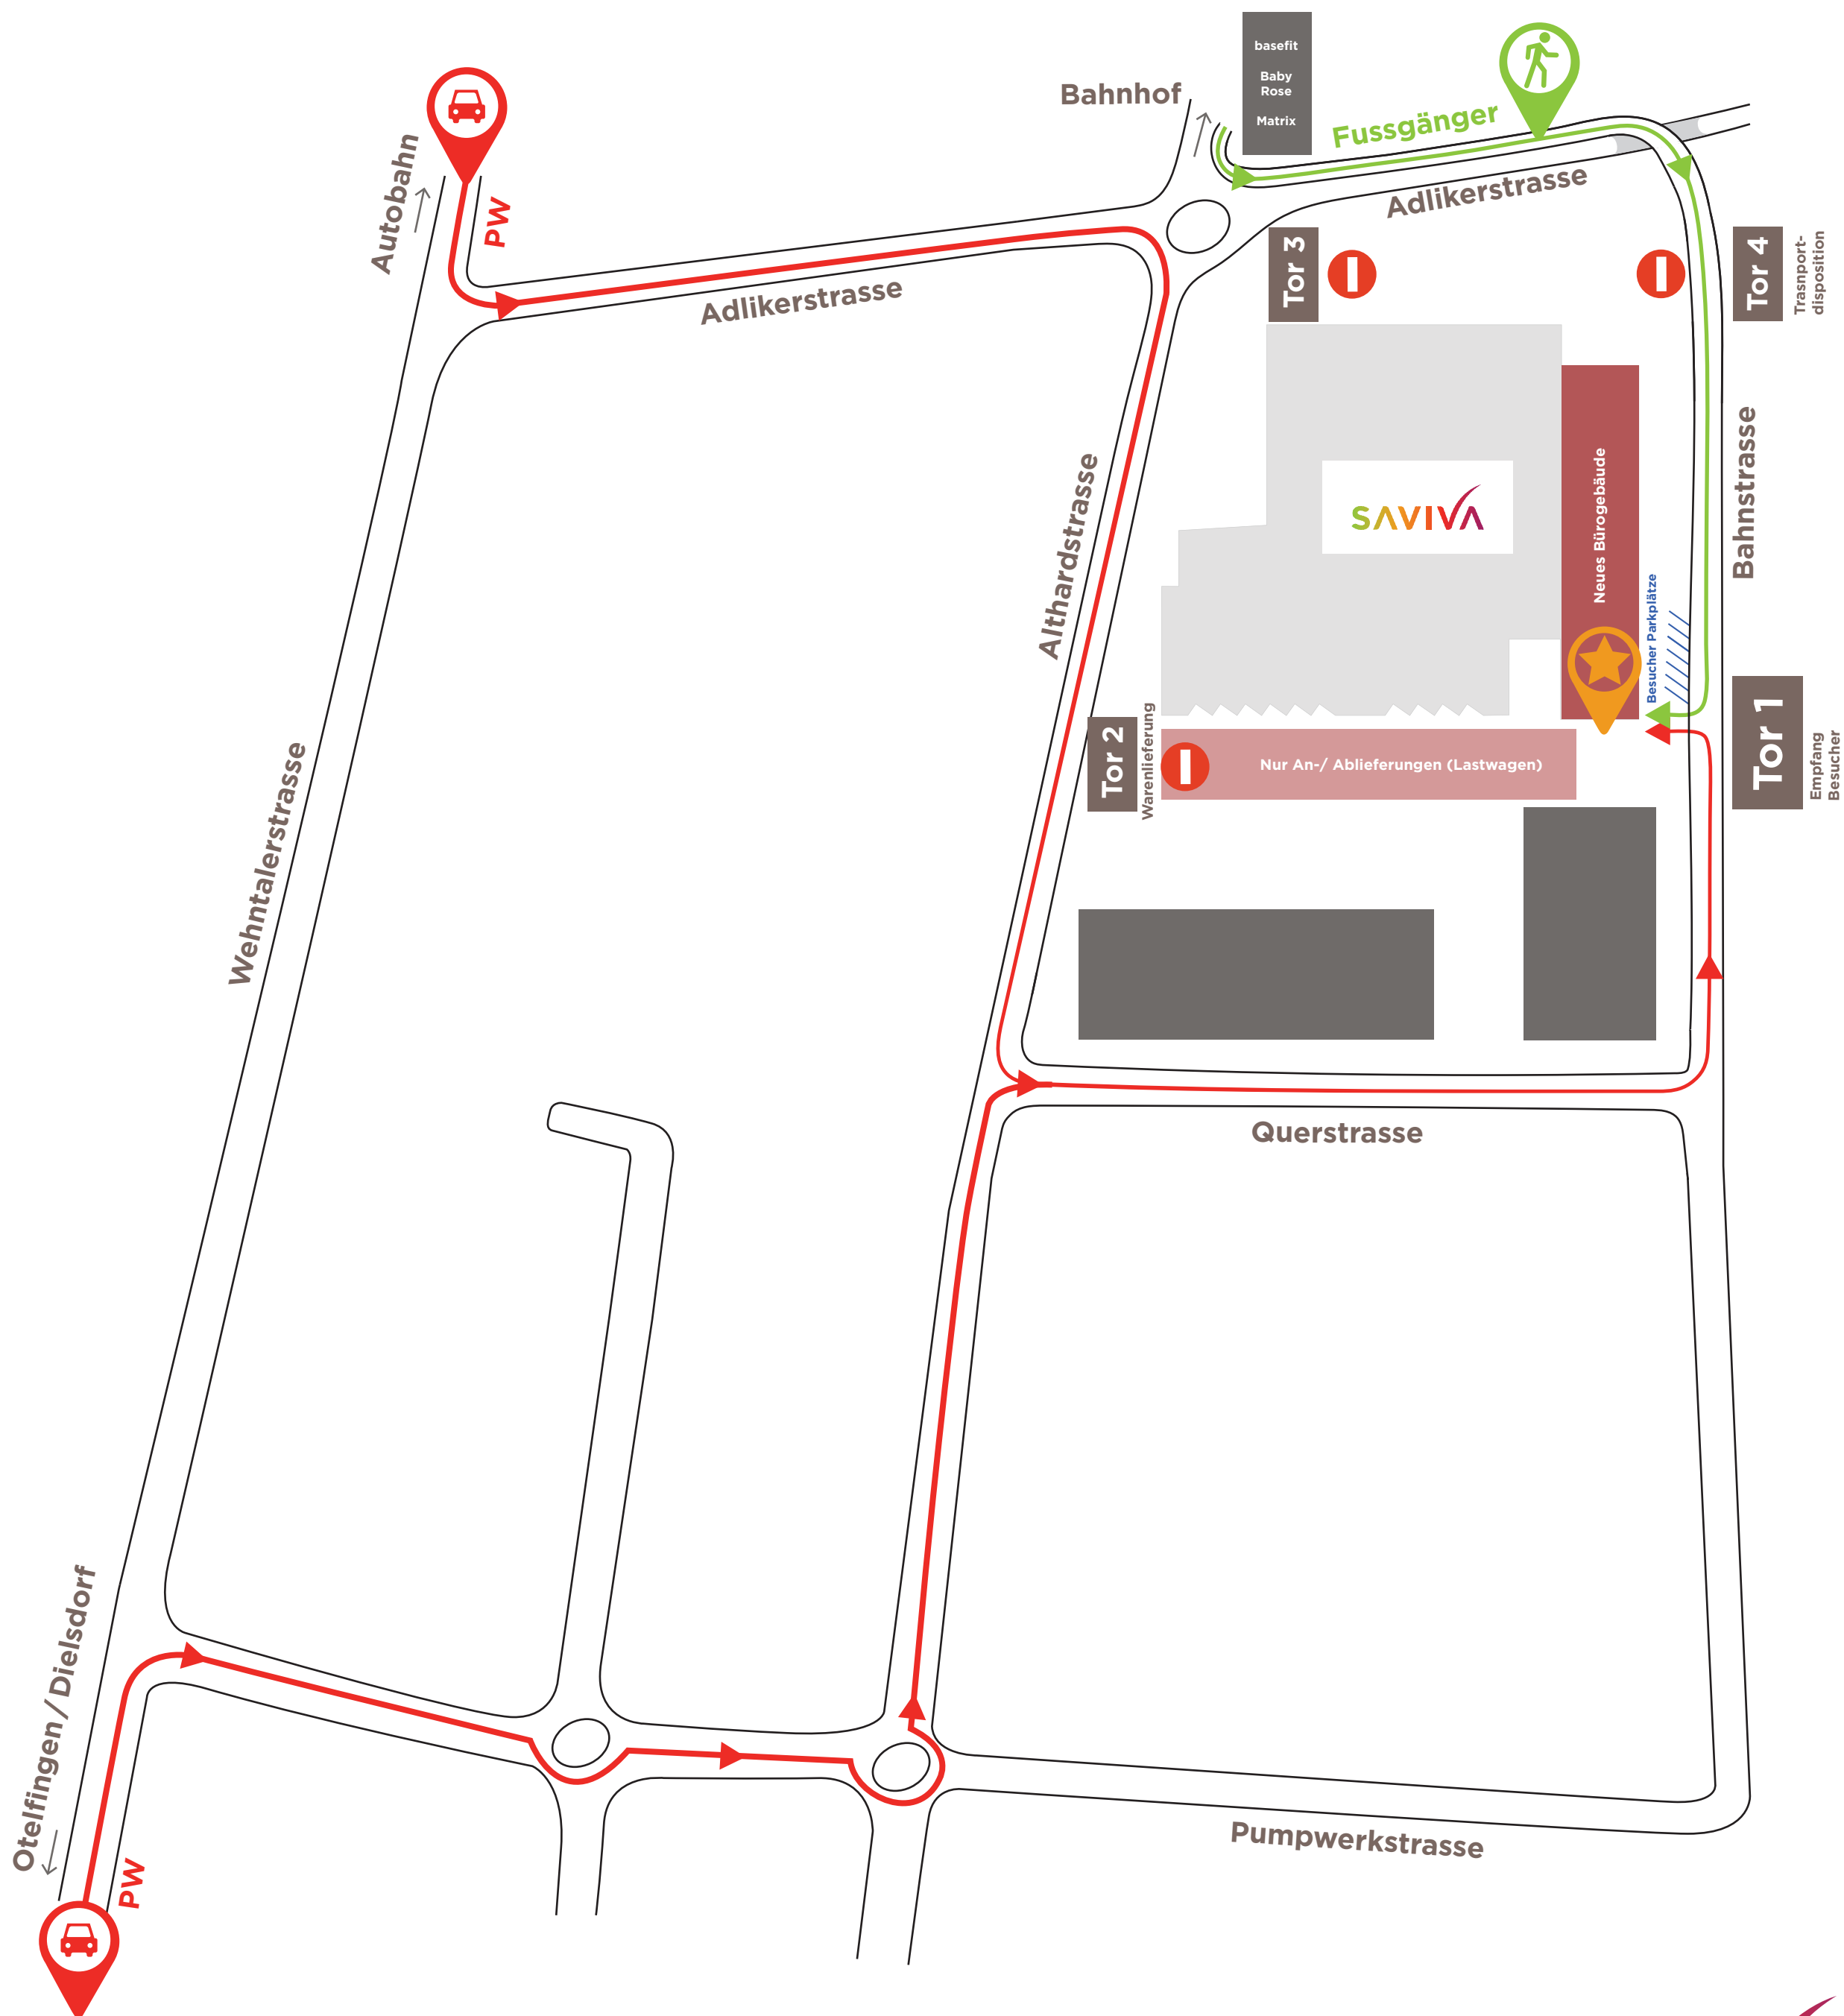 basefit
Baby
Rose
Matrix
Bahnhof
Fussgänger
Adlikerstrasse
Autobahn
PW
Adlikerstrasse
Tor 3
Tor 4
Trasnport-
disposition
Althardstrasse
SAVIVA
Neues Bürogebäude
Bahnstrasse
Besucher Parkplätze
Tor 2
Warenlieferung
Nur An-/ Ablieferungen (Lastwagen)
Tor 1
Empfang
Besucher
Wehntalerstrasse
Querstrasse
Otelfingen/Dielsdorf
PW
Pumpwerkstrasse